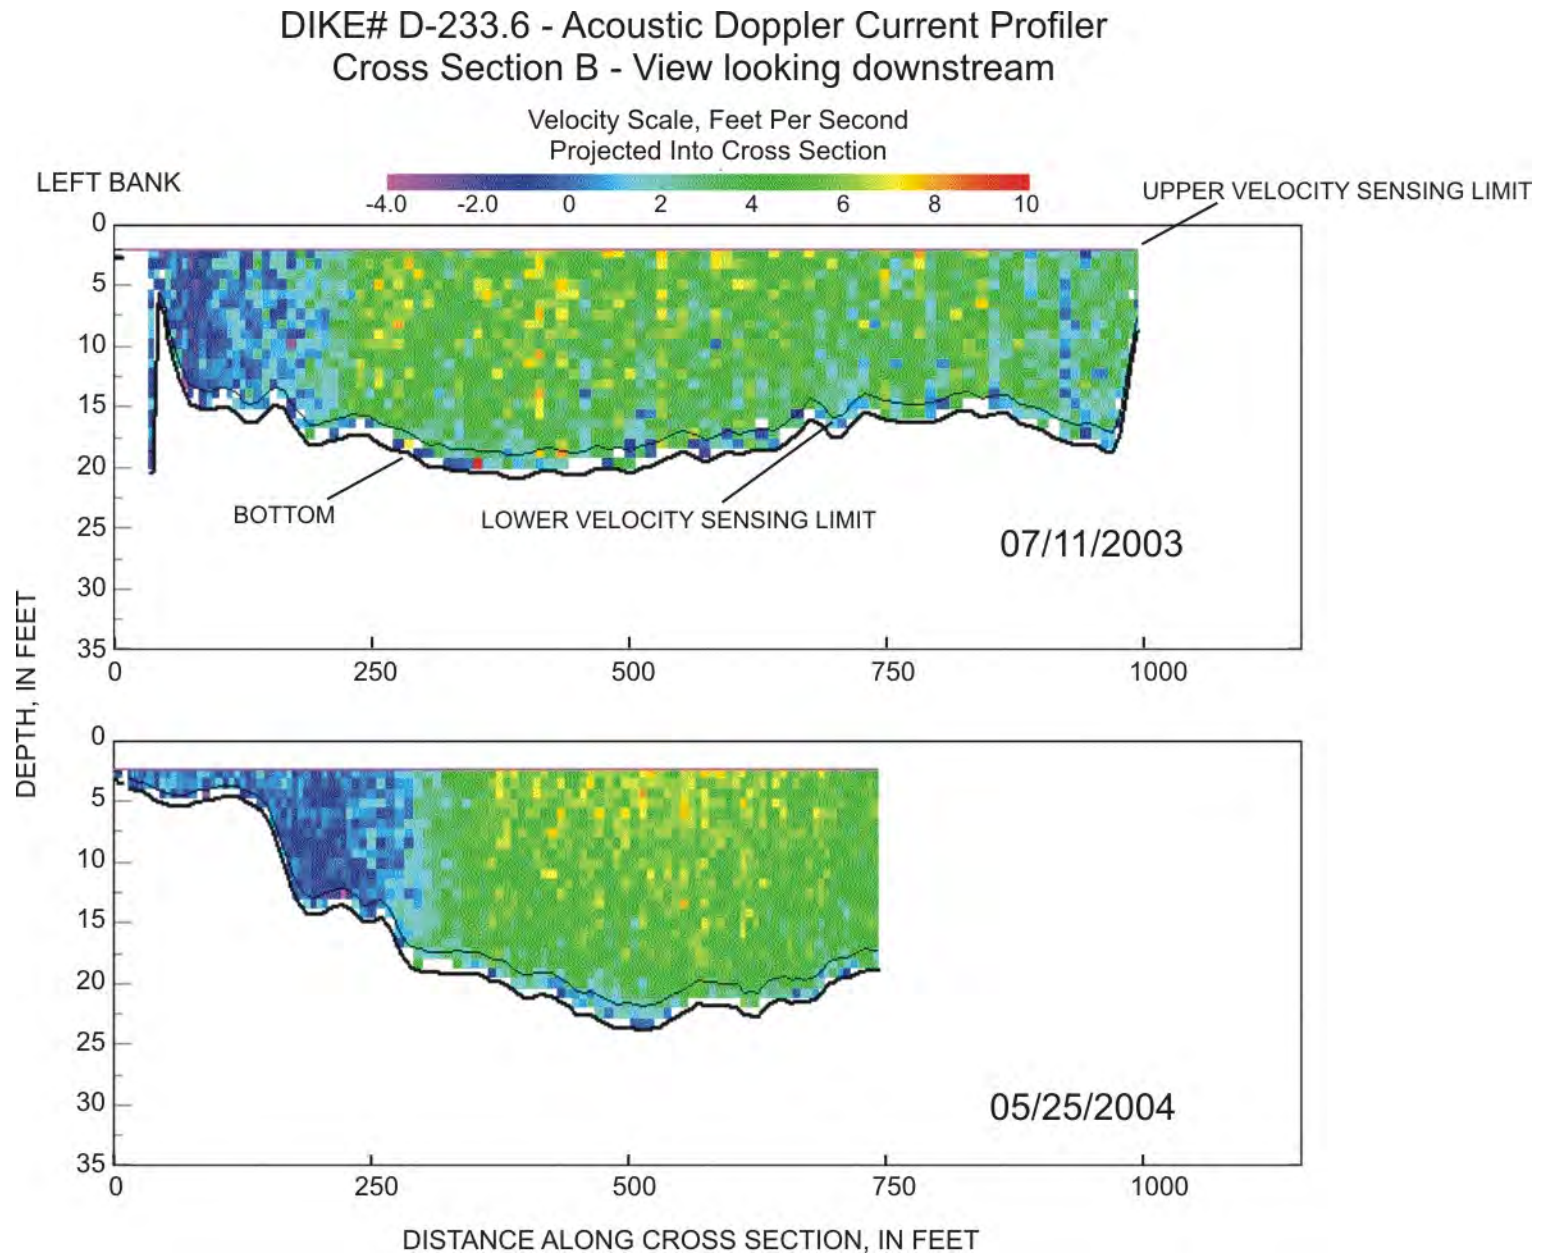 DIKE# D-233.6 - Acoustic Doppler Current Profiler
Cross Section B - View looking downstream
Velocity Scale, Feet Per Second
Projected Into Cross Section
LEFT BANK
-4.0 -2.0 0 2 4 6 8 10
UPPER VELOCITY SENSING LIMIT
0
5
10
15
20
25
30
35
BOTTOM
LOWER VELOCITY SENSING LIMIT
07/11/2003
0 250 500 750 1000
DEPTH, IN FEET
0
5
10
15
20
25
30
35
05/25/2004
0 250 500 750 1000
DISTANCE ALONG CROSS SECTION, IN FEET